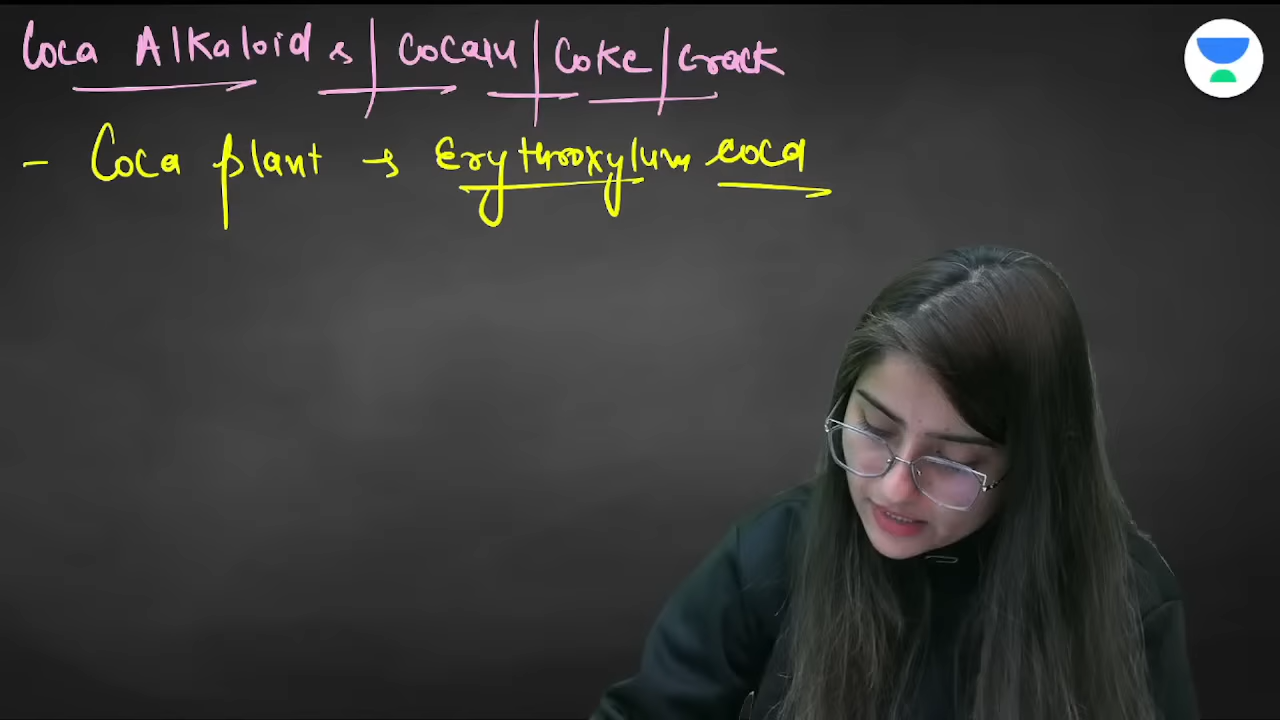 Coca Alkaloids / Cocain / Coke / Crack
- Coca plant → Erythroxylum coca